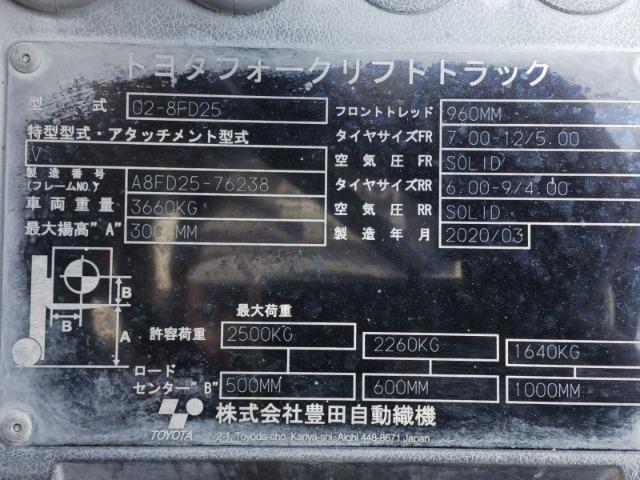 トヨタフォークリフトトラック
型式 02-8FD25
特型型式・アタッチメント型式
V
製造番号(フレームNO.) A8FD25-76238
車両重量 3660KG
最大揚高"A"
フロントトレッド 960MM
タイヤサイズFR 7.00-12/5.00
空気圧FR SOLID
タイヤサイズRR 6.00-9/4.00
空気圧RR SOLID
製造年月 2020/03
B
B
A
最大荷重
許容荷重 2500KG 2260KG 1640KG
ロードセンター"B" 500MM 600MM 1000MM
TOYOTA 株式会社豊田自動織機
2-1, Toyoda-cho, Kariya-shi, Aichi 448-8671 Japan